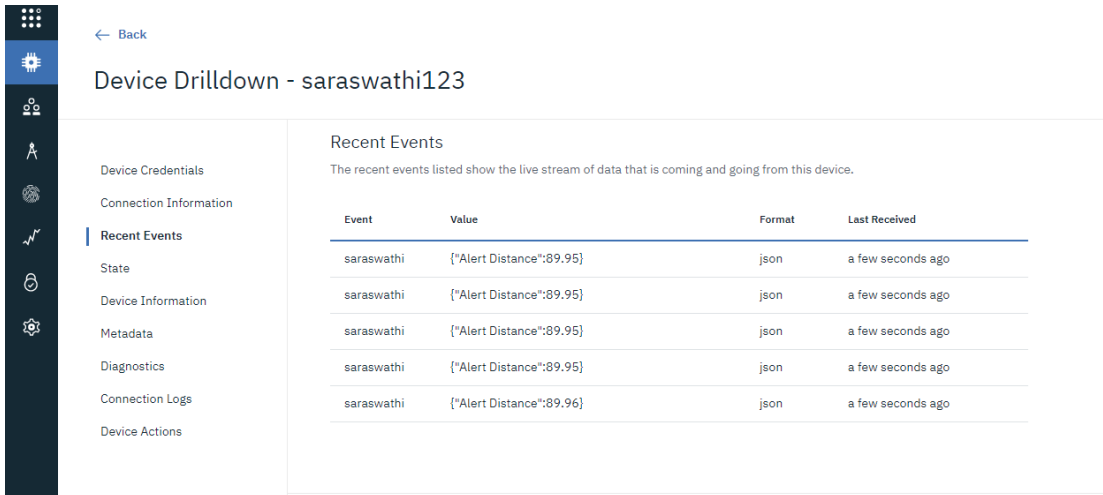 Back
Device Drilldown - saraswathi123
Device Credentials
Connection Information
Recent Events
State
Device Information
Metadata
Diagnostics
Connection Logs
Device Actions
Recent Events
The recent events listed show the live stream of data that is coming and going from this device.
Event Value Format Last Received
saraswathi {"Alert Distance":89.95} json a few seconds ago
saraswathi {"Alert Distance":89.95} json a few seconds ago
saraswathi {"Alert Distance":89.95} json a few seconds ago
saraswathi {"Alert Distance":89.95} json a few seconds ago
saraswathi {"Alert Distance":89.96} json a few seconds ago